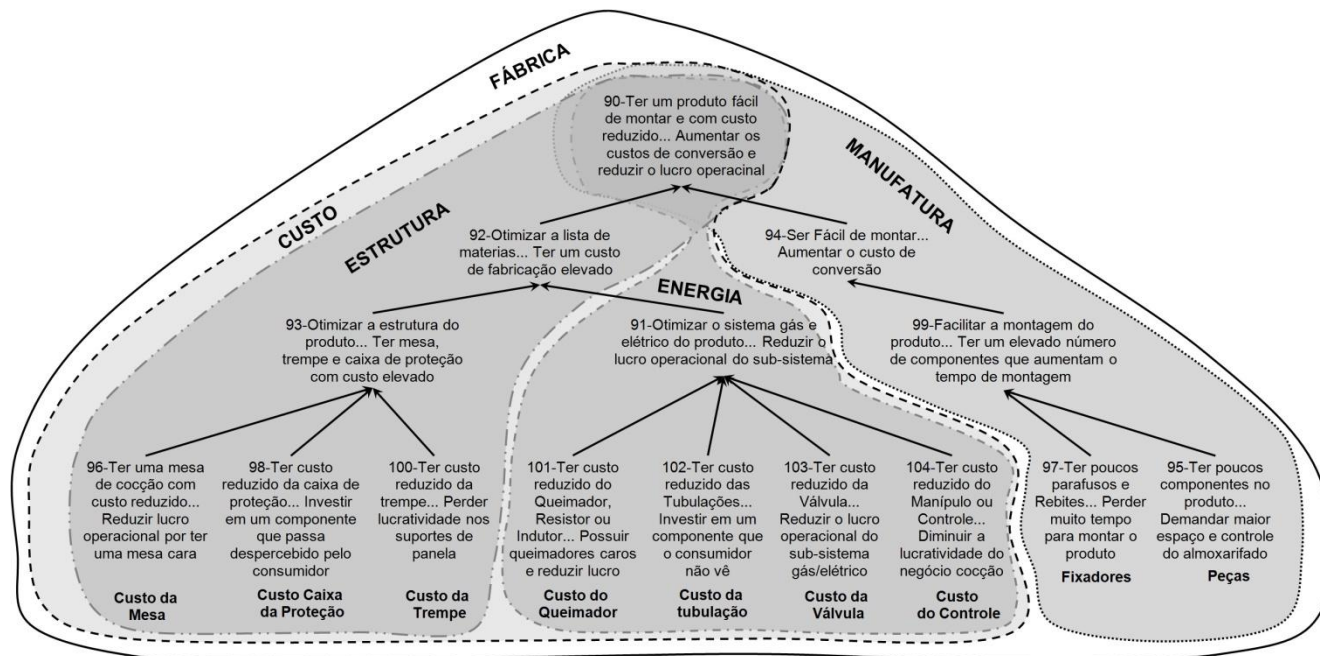 FÁBRICA
CUSTO
ESTRUTURA
MANUFATURA
ENERGIA
90-Ter um produto fácil
de montar e com custo
reduzido... Aumentar os
custos de conversão e
reduzir o lucro operacinal
92-Otimizar a lista de
materias... Ter um custo
de fabricação elevado
94-Ser Fácil de montar...
Aumentar o custo de
conversão
93-Otimizar a estrutura do
produto... Ter mesa,
trempe e caixa de proteção
com custo elevado
91-Otimizar o sistema gás e
elétrico do produto... Reduzir o
lucro operacional do sub-sistema
99-Facilitar a montagem do
produto... Ter um elevado número
de componentes que aumentam o
tempo de montagem
96-Ter uma mesa
de cocção com
custo reduzido...
Reduzir lucro
operacional por ter
uma mesa cara
Custo da
Mesa
98-Ter custo
reduzido da caixa de
proteção... Investir
em um componente
que passa
despercebido pelo
consumidor
Custo Caixa
da Proteção
100-Ter custo
reduzido da
trempe... Perder
lucratividade nos
suportes de
panela
Custo da
Trempe
101-Ter custo
reduzido do
Queimador,
Resistor ou
Indutor... Possuir
queimadores caros
e reduzir lucro
Custo do
Queimador
102-Ter custo
reduzido das
Tubulações...
Investir em um
componente que
o consumidor
não vê
Custo da
tubulação
103-Ter custo
reduzido da
Válvula...
Reduzir o lucro
operacional do
sub-sistema
gás/elétrico
Custo da
Válvula
104-Ter custo
reduzido do
Manípulo ou
Controle...
Diminuir a
lucratividade do
negócio cocção
Custo
do Controle
97-Ter poucos
parafusos e
Rebites... Perder
muito tempo
para montar o
produto
Fixadores
95-Ter poucos
componentes no
produto...
Demandar maior
espaço e controle
do almoxarifado
Peças